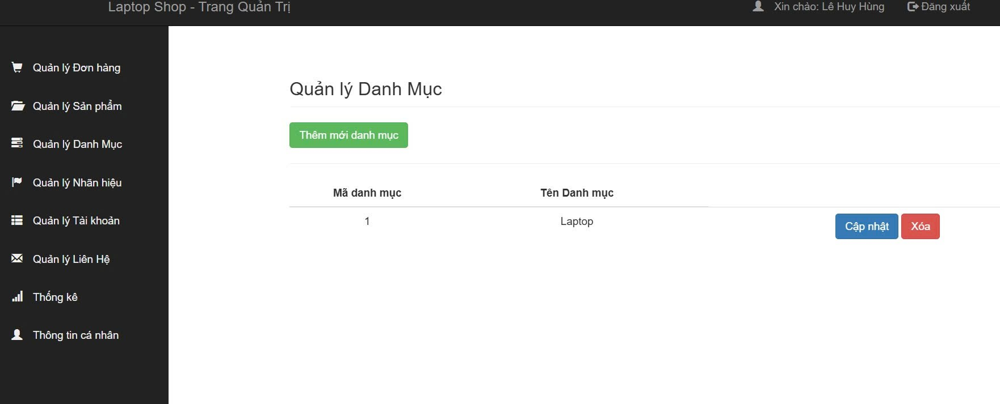 Laptop Shop - Trang Quản Trị
Xin chào: Lê Huy Hùng
Đăng xuất
Quản lý Đơn hàng
Quản lý Sản phẩm
Quản lý Danh Mục
Quản lý Nhãn hiệu
Quản lý Tài khoản
Quản lý Liên Hệ
Thống kê
Thông tin cá nhân
Quản lý Danh Mục
Thêm mới danh mục
Mã danh mục Tên Danh mục
1 Laptop Cập nhật Xóa